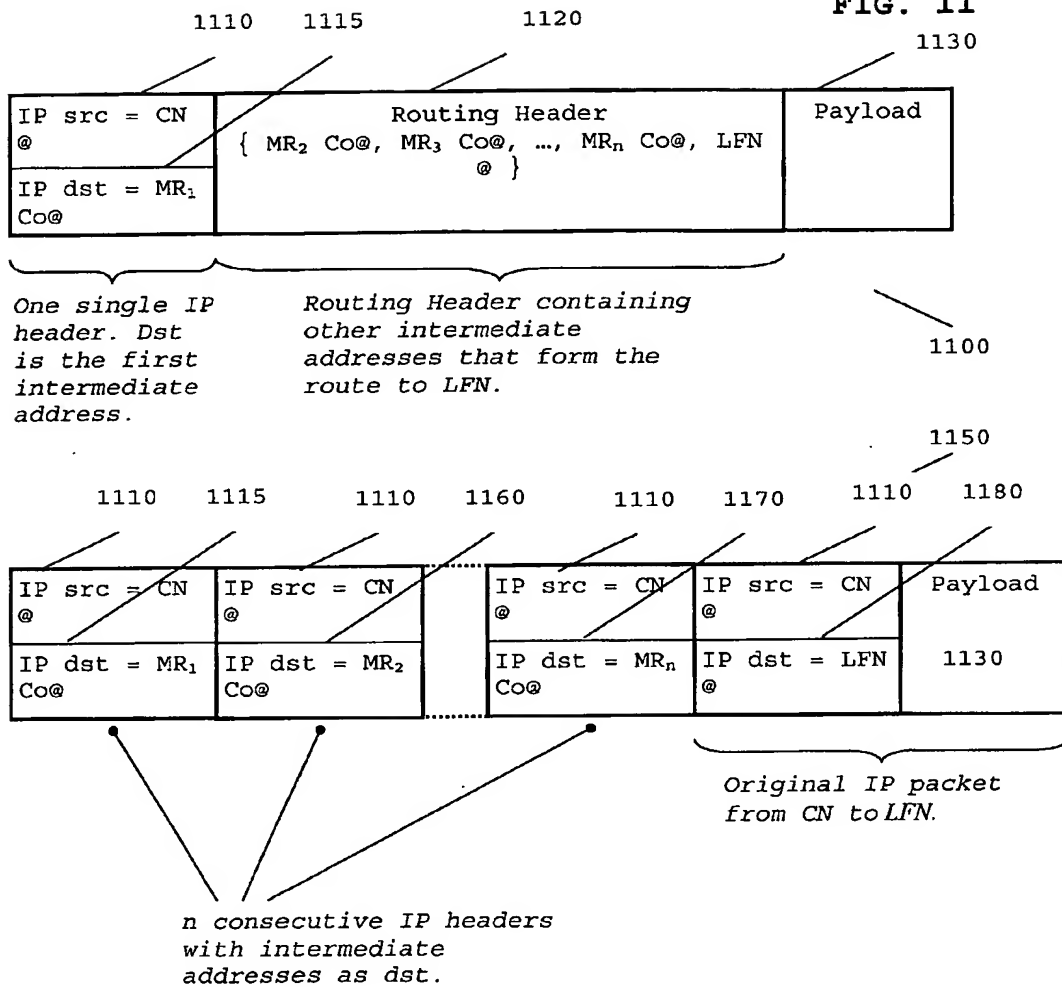 FIG. 11
1110 1115 1120
1130
IP src = CN
@
IP dst = MR₁
Co@
Routing Header
{ MR₂ Co@, MR₃ Co@, …, MRₙ Co@, LFN
@ }
Payload
One single IP
header. Dst
is the first
intermediate
address.
Routing Header containing
other intermediate
addresses that form the
route to LFN.
1100
1150
1110 1115 1110 1160 1110 1170 1110 1180
IP src = CN
@
IP dst = MR₁
Co@
IP src = CN
@
IP dst = MR₂
Co@
IP src = CN
@
IP dst = MRₙ
Co@
IP src = CN
@
IP dst = LFN
@
Payload
1130
Original IP packet
from CN to LFN.
n consecutive IP headers
with intermediate
addresses as dst.